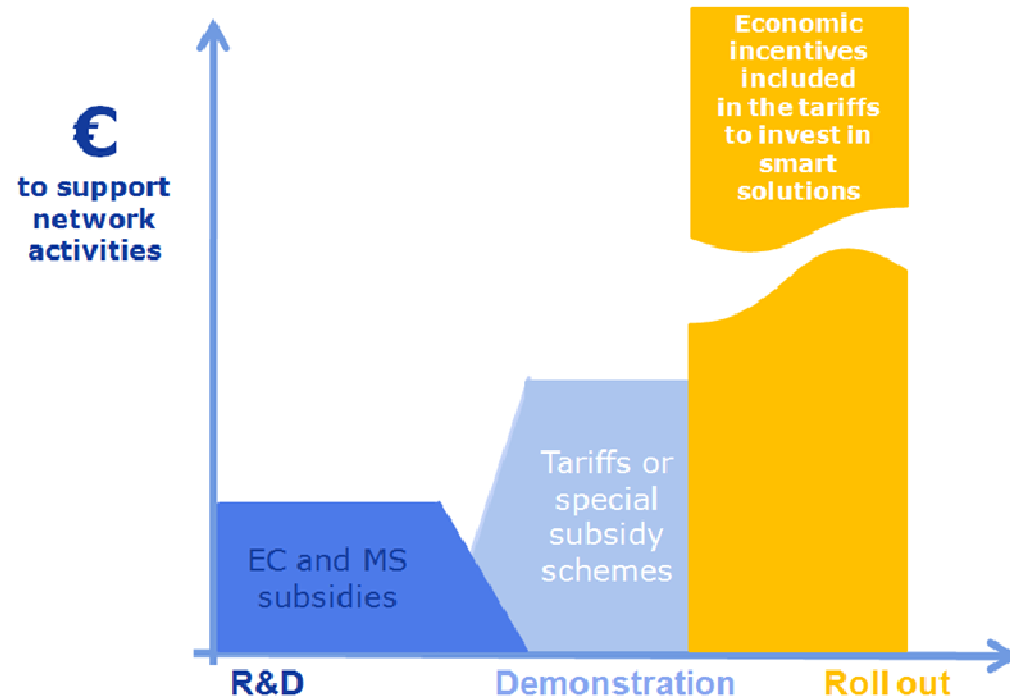 €
to support
network
activities
Economic
incentives
included
in the tariffs
to invest in
smart
solutions
Tariffs or
special
subsidy
schemes
EC and MS
subsidies
R&D
Demonstration
Roll out